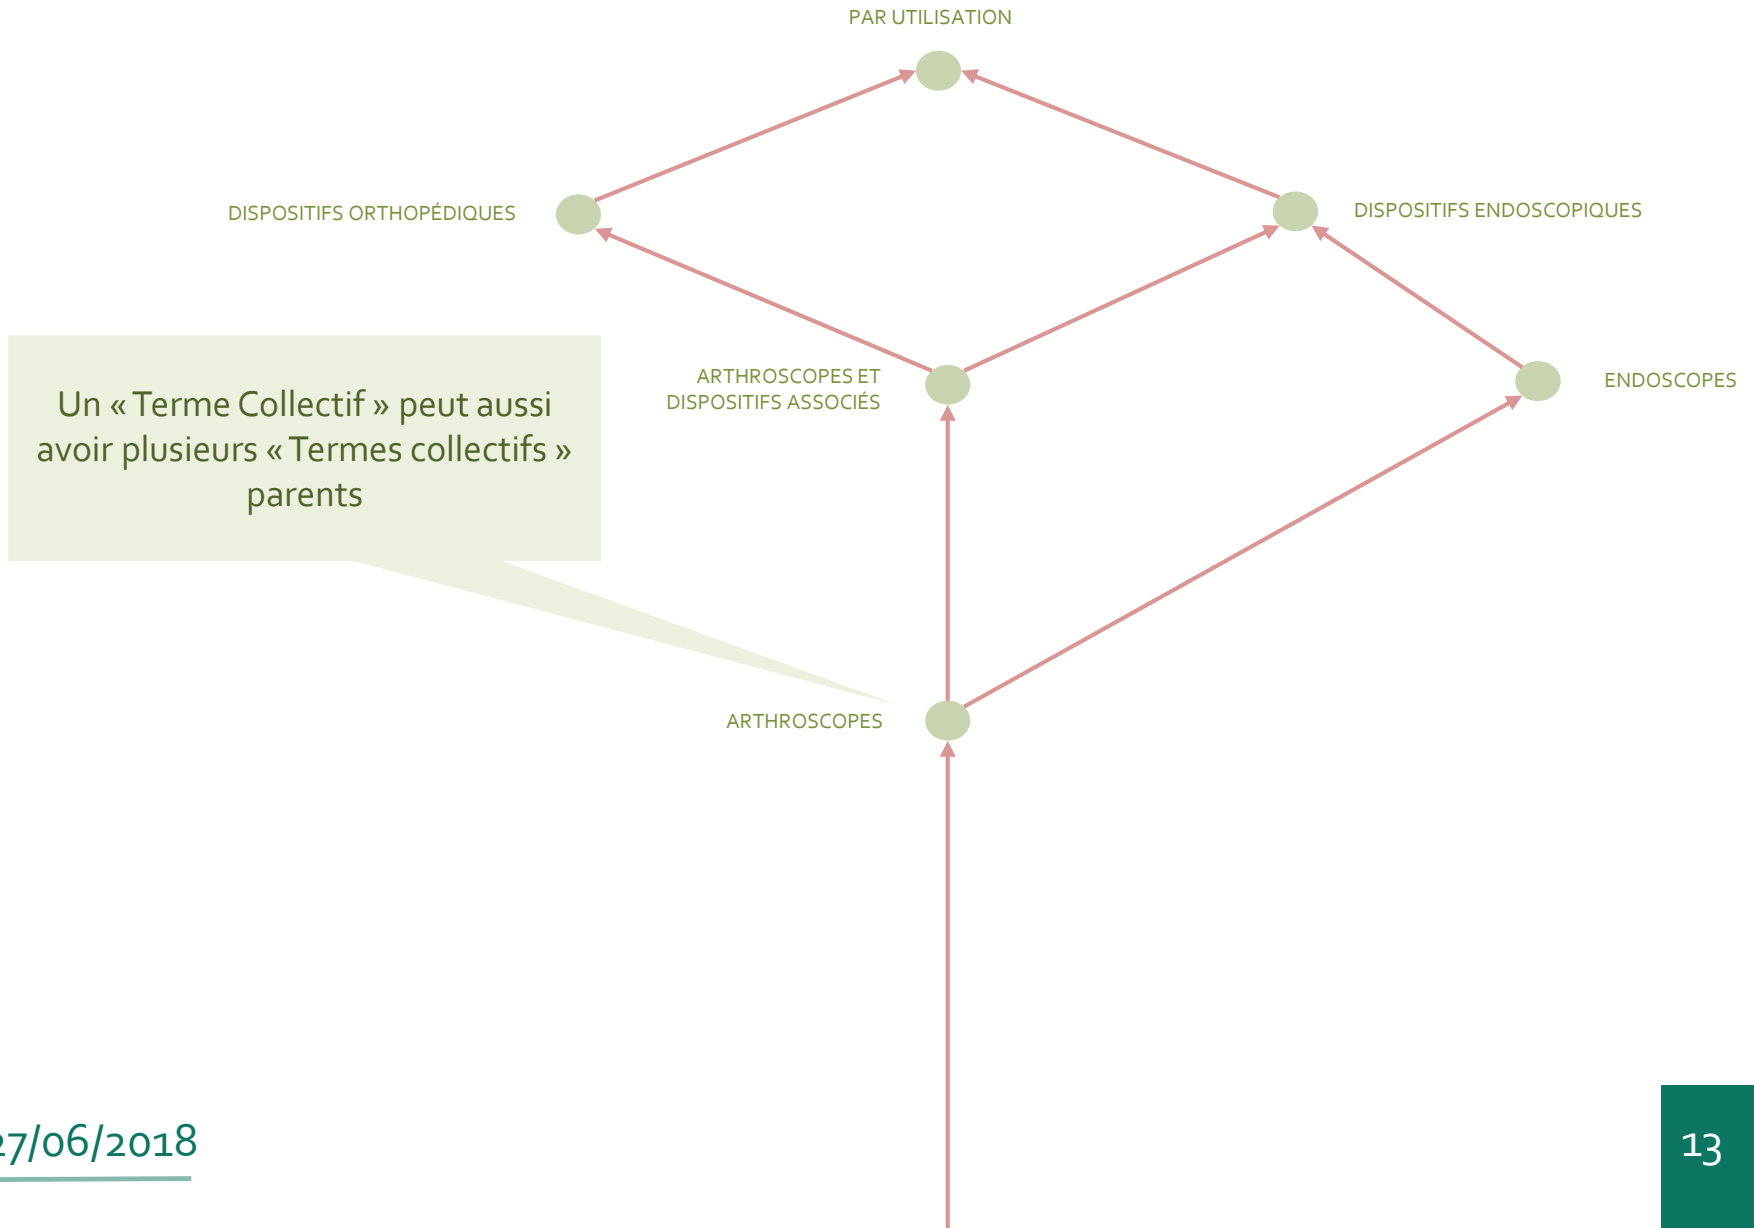 PAR UTILISATION
DISPOSITIFS ORTHOPÉDIQUES
DISPOSITIFS ENDOSCOPIQUES
ARTHROSCOPES ET
DISPOSITIFS ASSOCIÉS
ENDOSCOPES
Un « Terme Collectif » peut aussi
avoir plusieurs « Termes collectifs »
parents
ARTHROSCOPES
27/06/2018
13